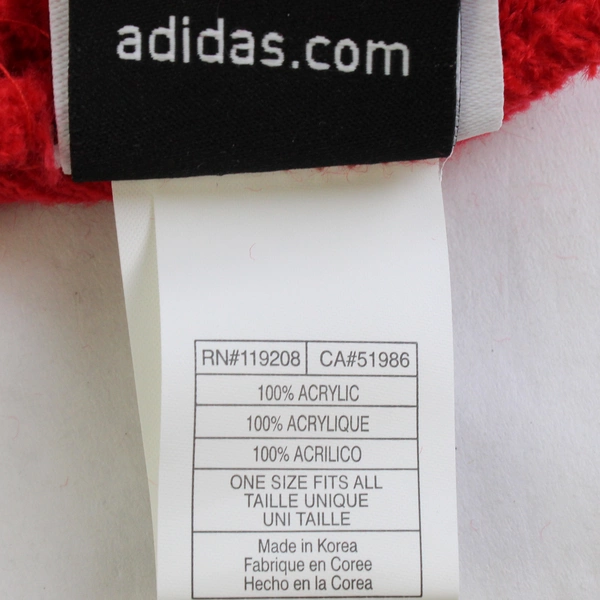 adidas.com
RN#119208 CA#51986
100% ACRYLIC
100% ACRYLIQUE
100% ACRILICO
ONE SIZE FITS ALL
TAILLE UNIQUE
UNI TAILLE
Made in Korea
Fabrique en Coree
Hecho en la Corea